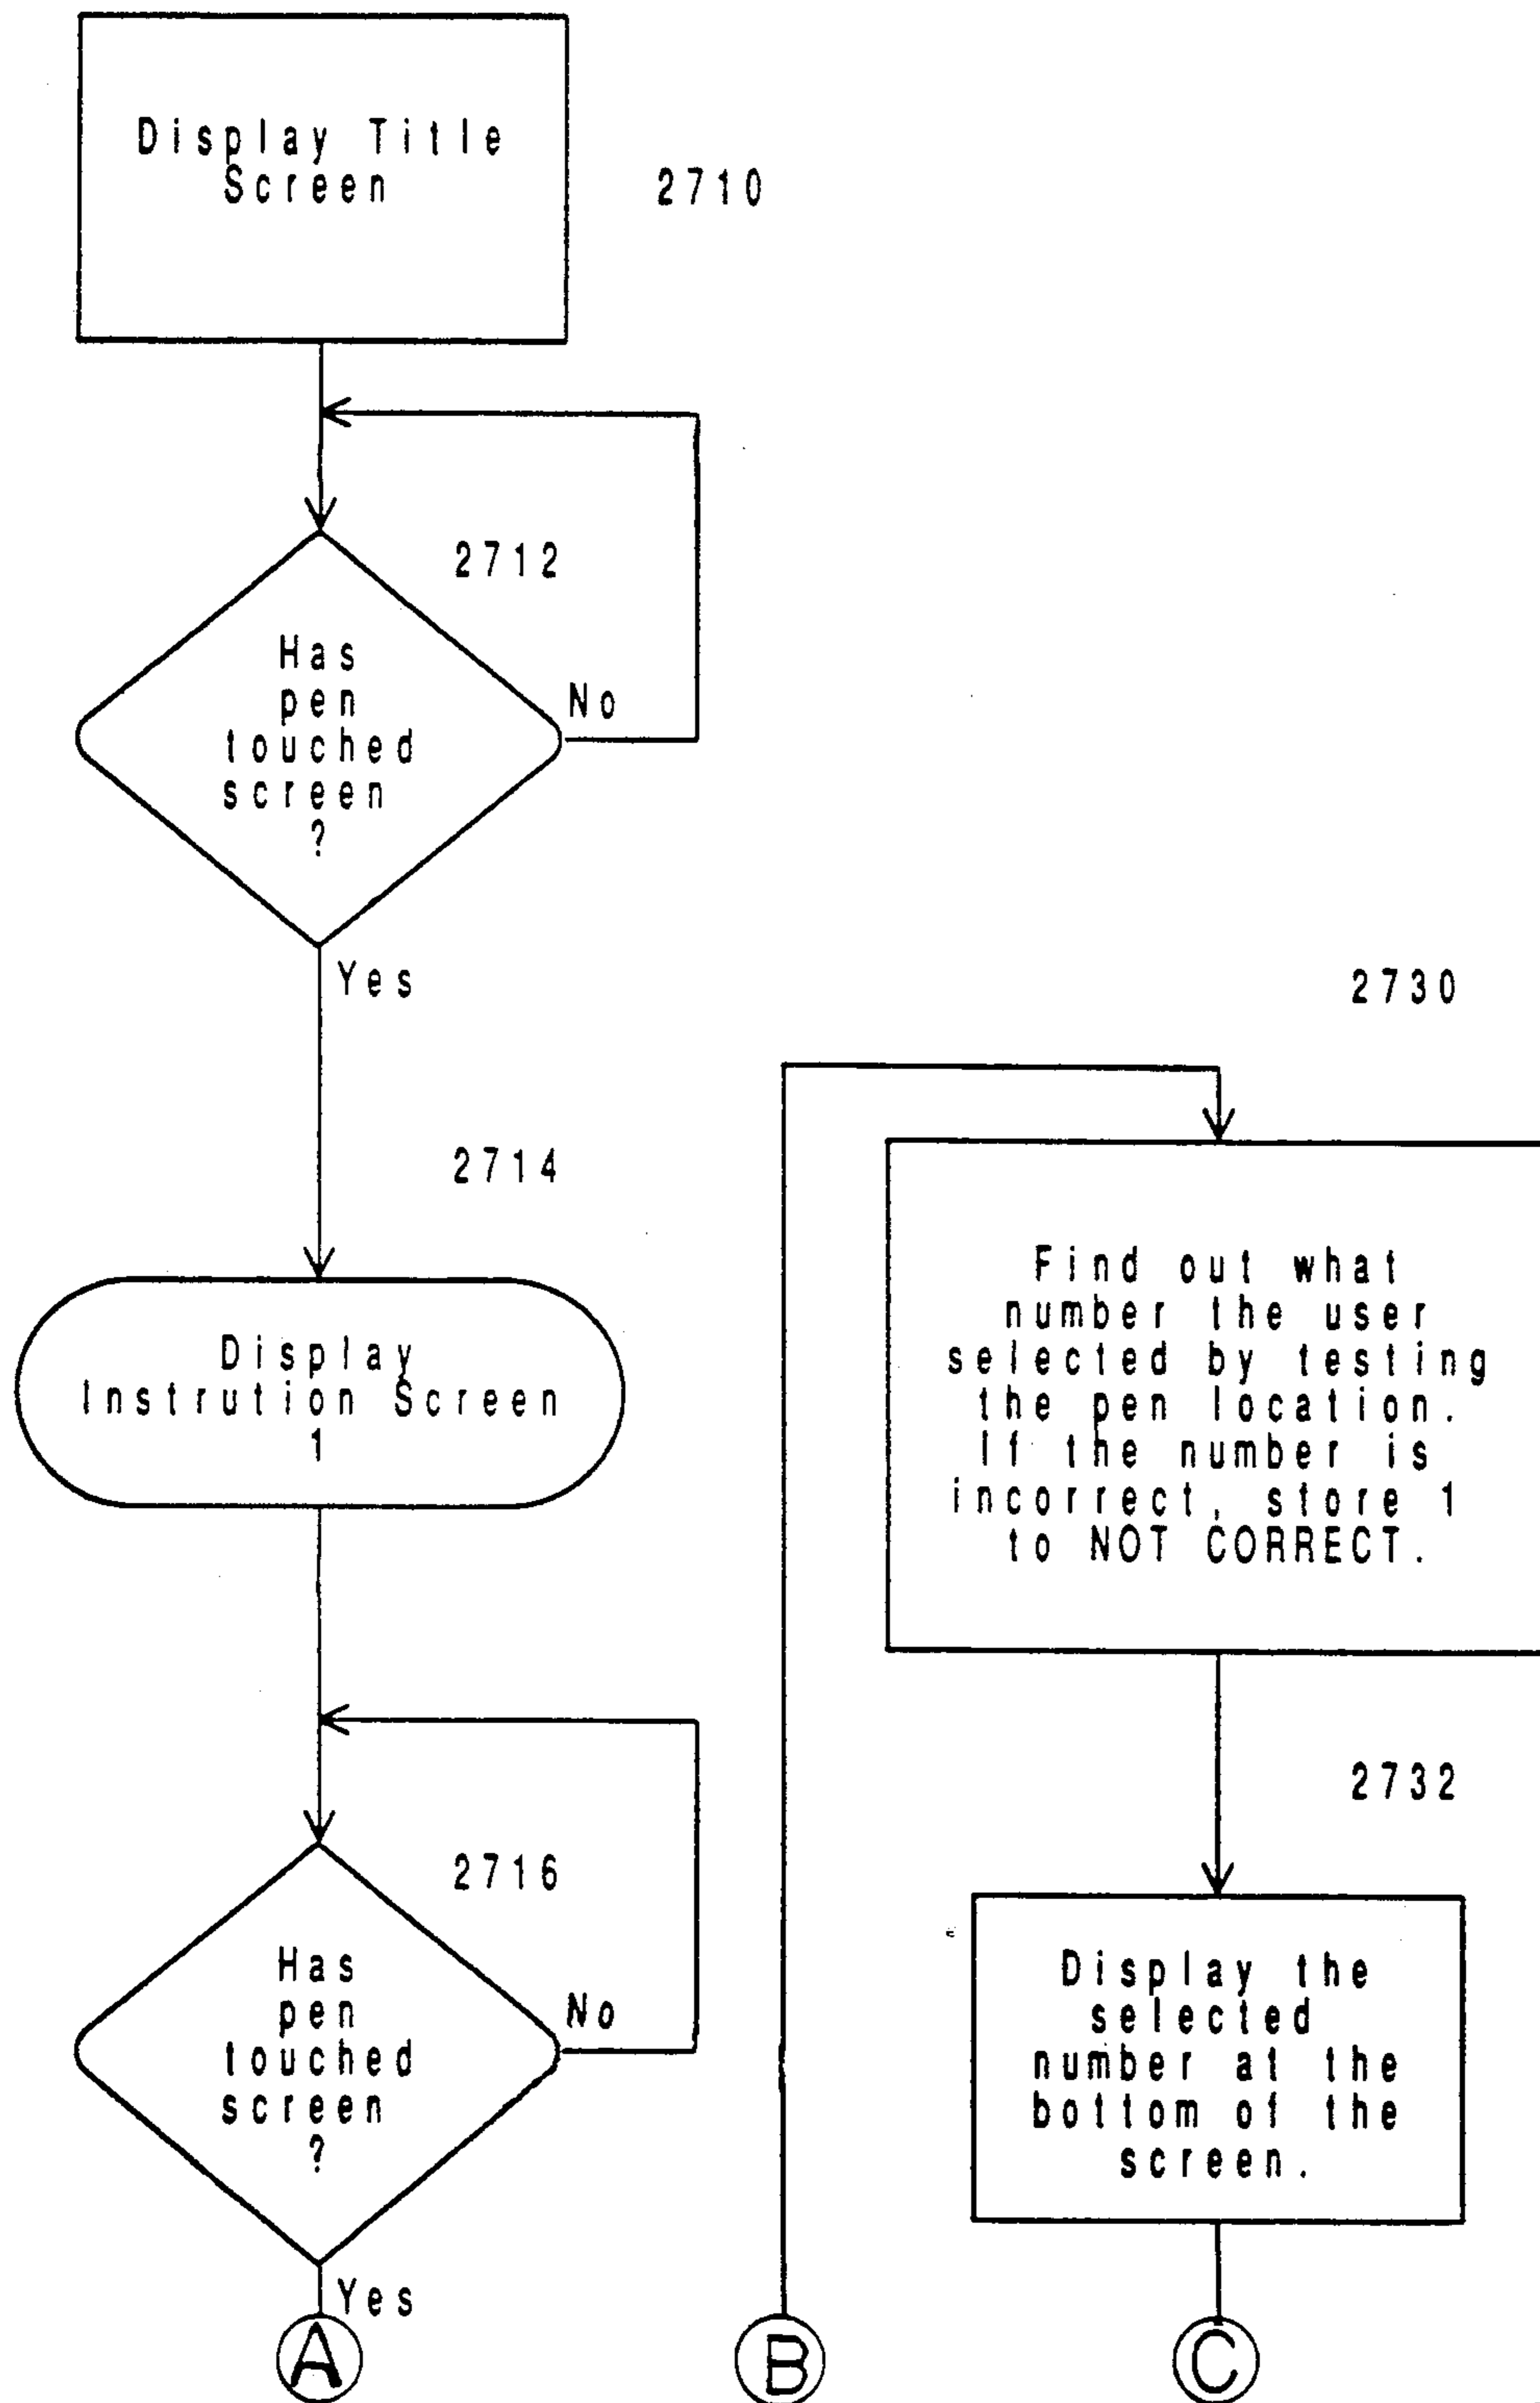 Display Title
Screen
2710
2712
Has
pen
touched
screen
?
No
Yes
2714
Display
Instrution Screen
1
2716
Has
pen
touched
screen
?
No
Yes
A
B
2730
Find out what
number the user
selected by testing
the pen location.
If the number is
incorrect, store 1
to NOT CORRECT.
2732
Display the
selected
number at the
bottom of the
screen.
C